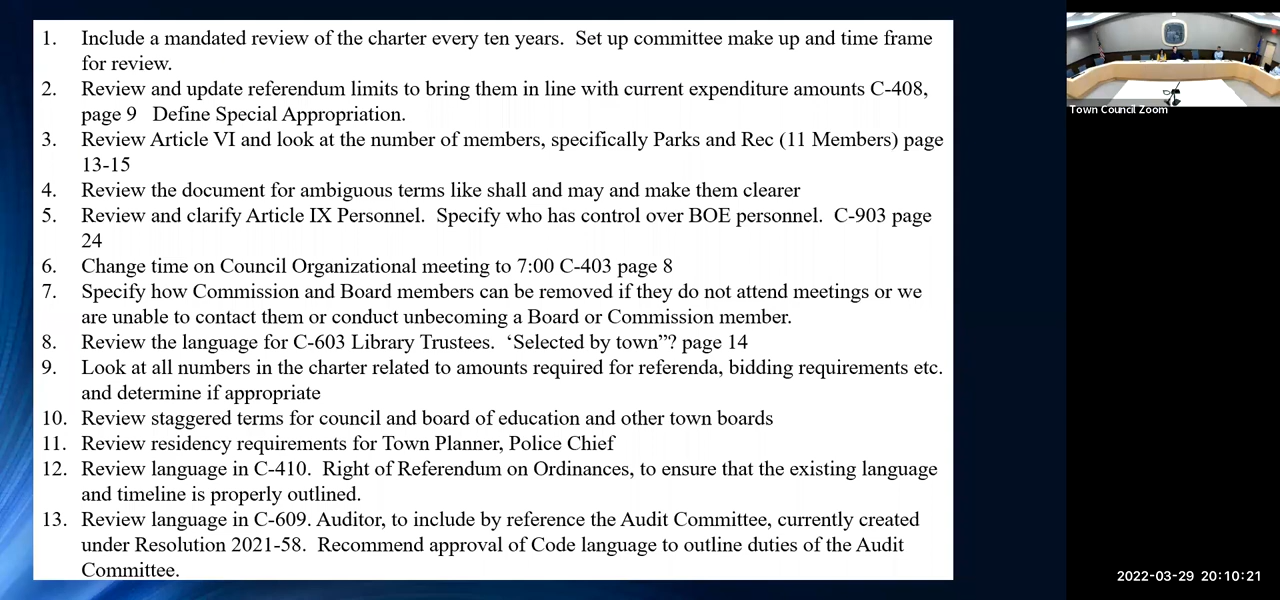 1. Include a mandated review of the charter every ten years.  Set up committee make up and time frame
for review.
2. Review and update referendum limits to bring them in line with current expenditure amounts C-408,
page 9   Define Special Appropriation.
3. Review Article VI and look at the number of members, specifically Parks and Rec (11 Members) page
13-15
4. Review the document for ambiguous terms like shall and may and make them clearer
5. Review and clarify Article IX Personnel.  Specify who has control over BOE personnel.  C-903 page
24
6. Change time on Council Organizational meeting to 7:00 C-403 page 8
7. Specify how Commission and Board members can be removed if they do not attend meetings or we
are unable to contact them or conduct unbecoming a Board or Commission member.
8. Review the language for C-603 Library Trustees.  ‘Selected by town”? page 14
9. Look at all numbers in the charter related to amounts required for referenda, bidding requirements etc.
and determine if appropriate
10. Review staggered terms for council and board of education and other town boards
11. Review residency requirements for Town Planner, Police Chief
12. Review language in C-410.  Right of Referendum on Ordinances, to ensure that the existing language
and timeline is properly outlined.
13. Review language in C-609. Auditor, to include by reference the Audit Committee, currently created
under Resolution 2021-58.  Recommend approval of Code language to outline duties of the Audit
Committee.
Town Council Zoom
2022-03-29 20:10:21